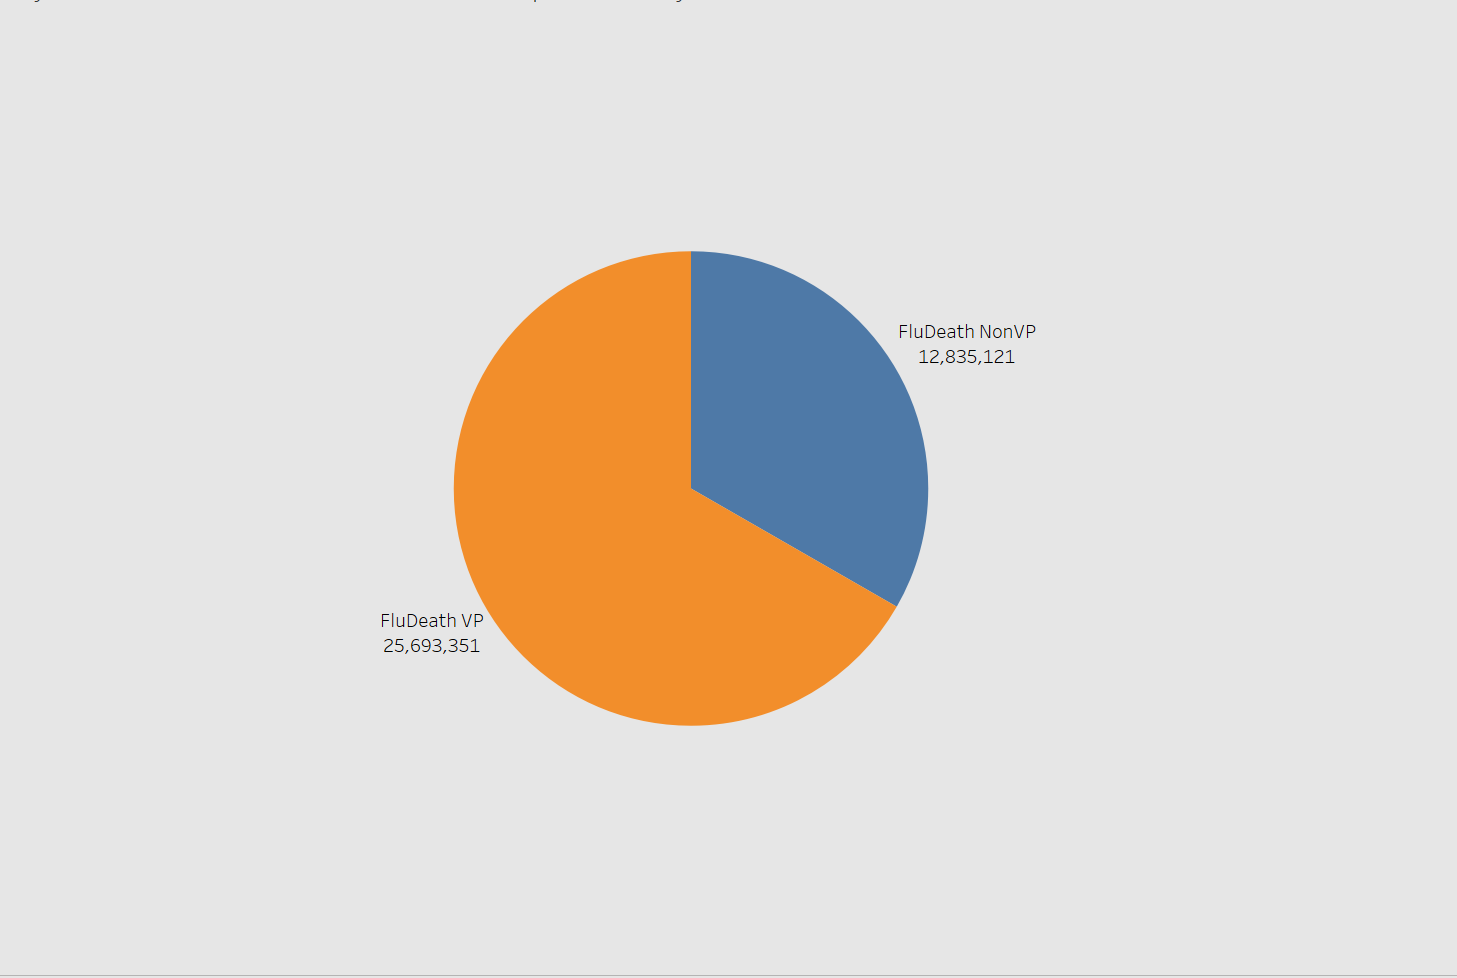 FluDeath NonVP
12,835,121
FluDeath VP
25,693,351